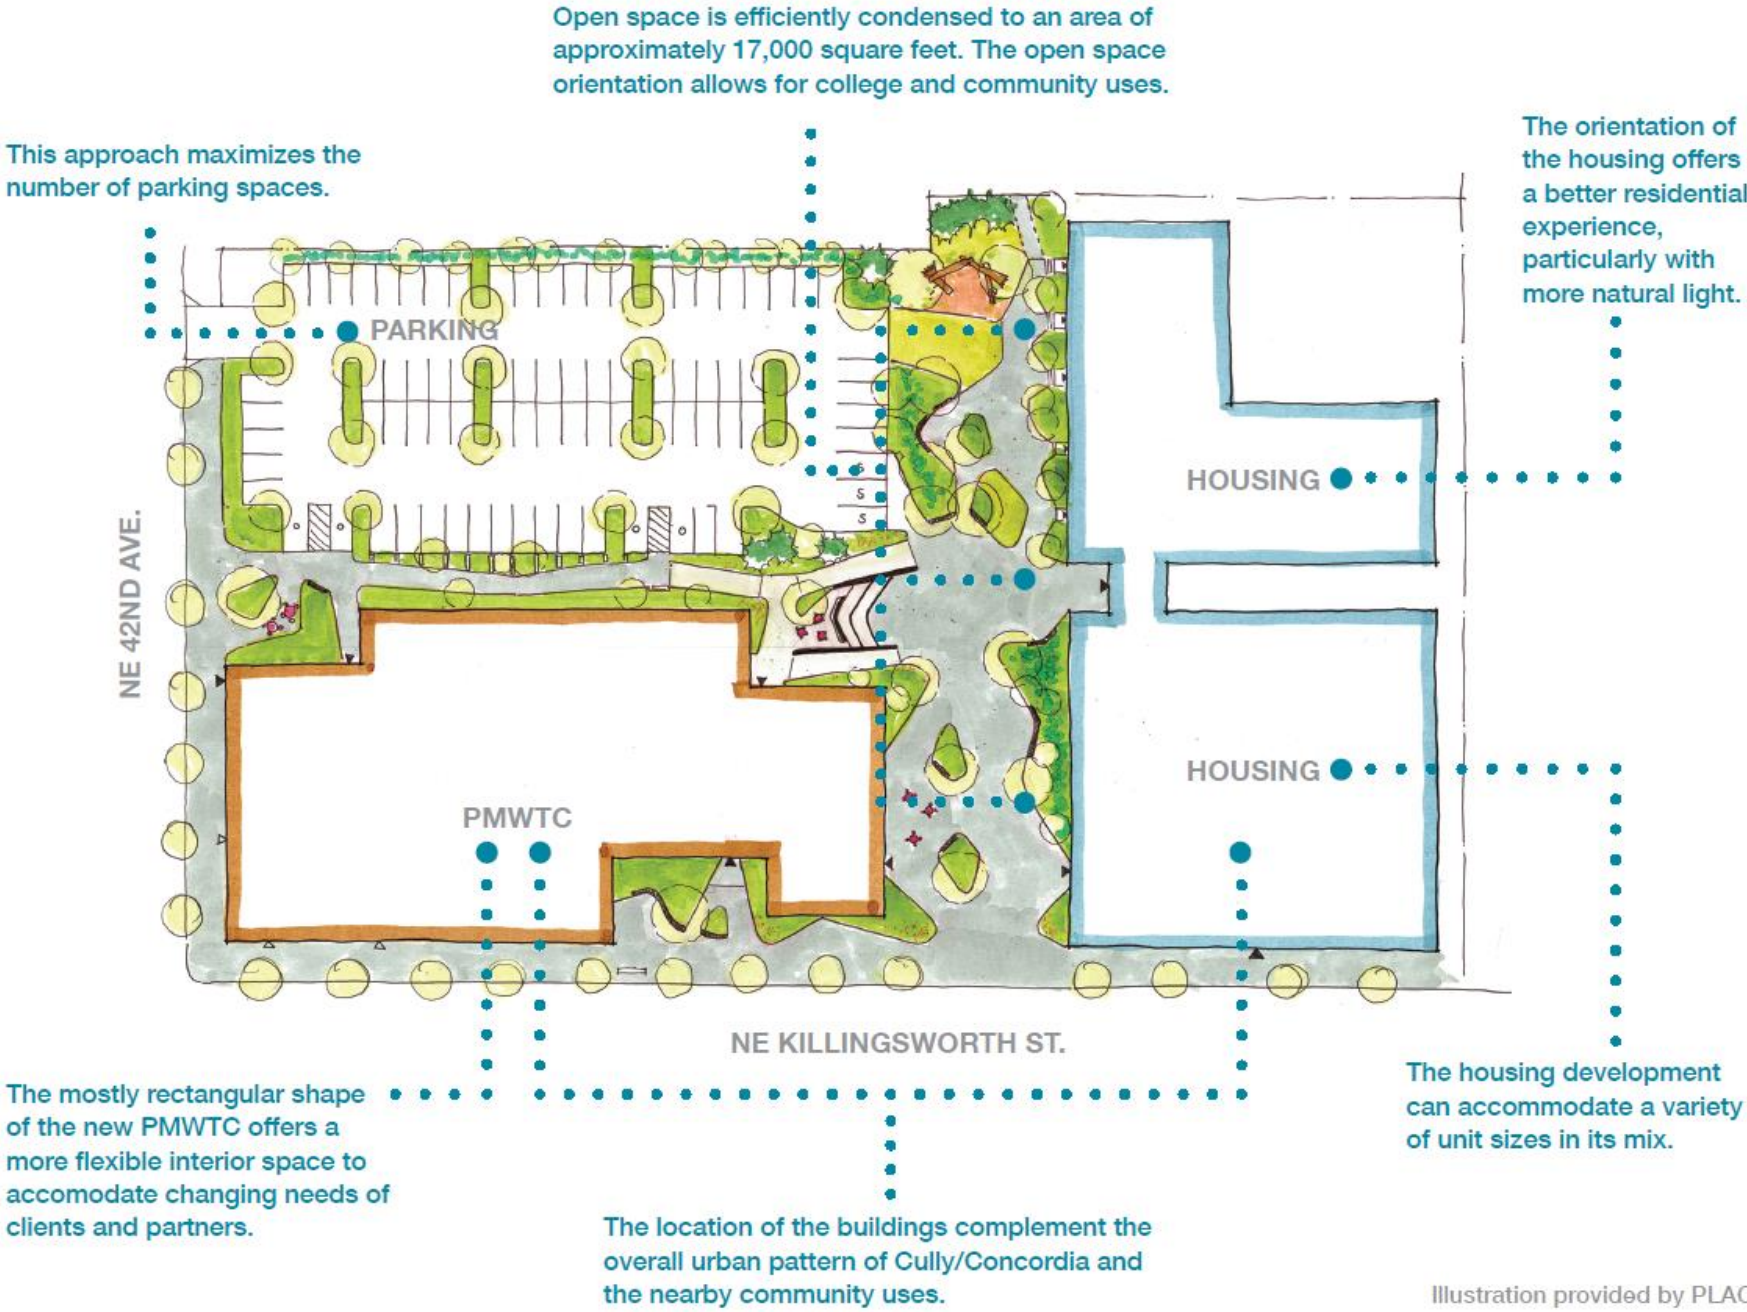 Open space is efficiently condensed to an area of
approximately 17,000 square feet. The open space
orientation allows for college and community uses.
This approach maximizes the
number of parking spaces.
The orientation of
the housing offers
a better residential
experience,
particularly with
more natural light.
PARKING
HOUSING
S
S
S
NE 42ND AVE.
HOUSING
PMWTC
NE KILLINGSWORTH ST.
The mostly rectangular shape
of the new PMWTC offers a
more flexible interior space to
accomodate changing needs of
clients and partners.
The housing development
can accommodate a variety
of unit sizes in its mix.
The location of the buildings complement the
overall urban pattern of Cully/Concordia and
the nearby community uses.
Illustration provided by PLAC